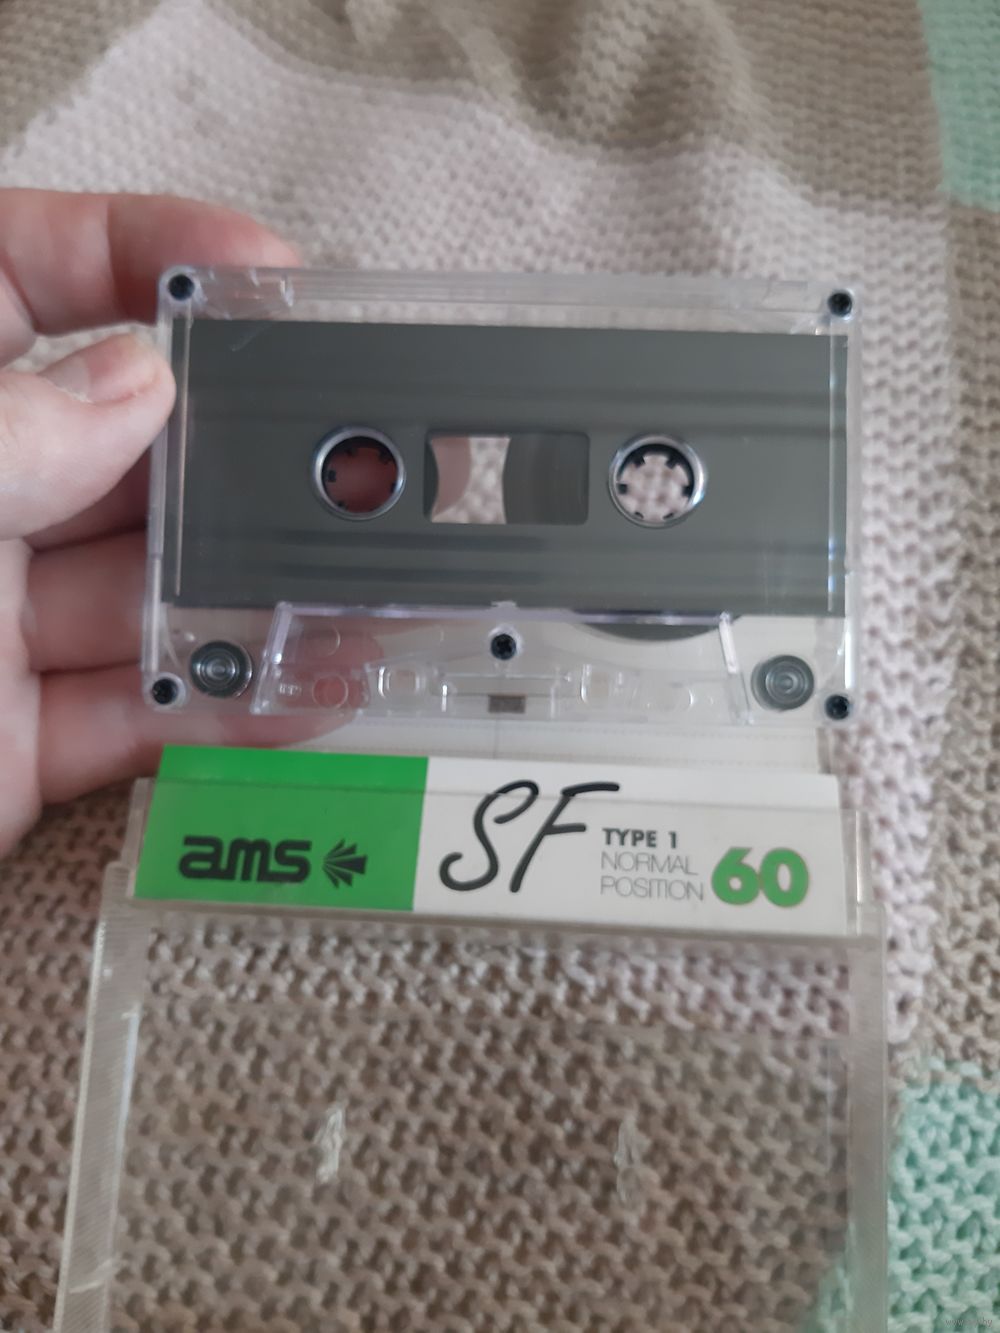 ams
SF
TYPE 1
NORMAL
POSITION
60